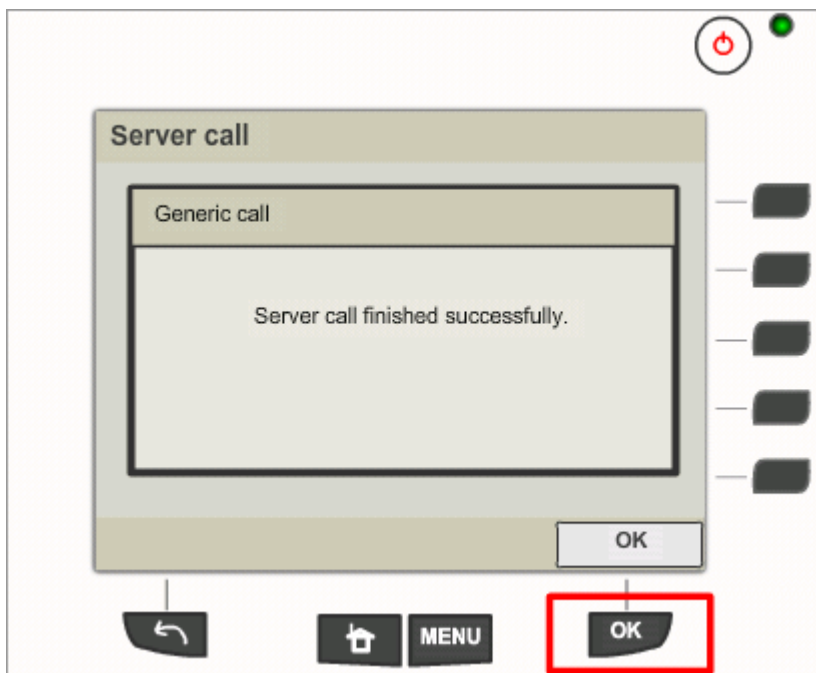 Server call
Generic call
Server call finished successfully.
OK
MENU
OK